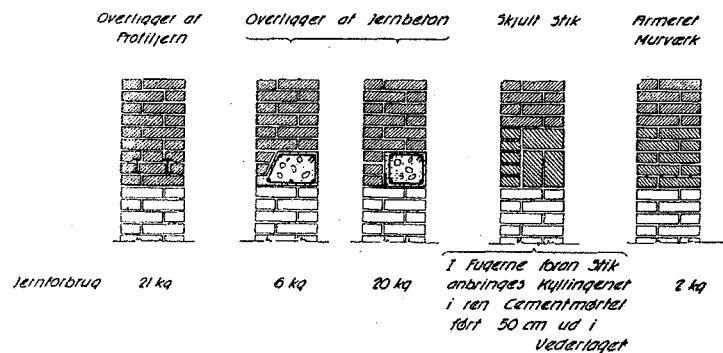 Overligger af
Profiljern
Overligger af Jernbeton
Skjult Stik
Armeret
Murværk
Jernforbrug
21 kg
6 kg
20 kg
I Fugerne foran Stik
anbringes Kyllingenet
i ren Cementmørtel
ført 50 cm ud i
Vederlaget
2 kg